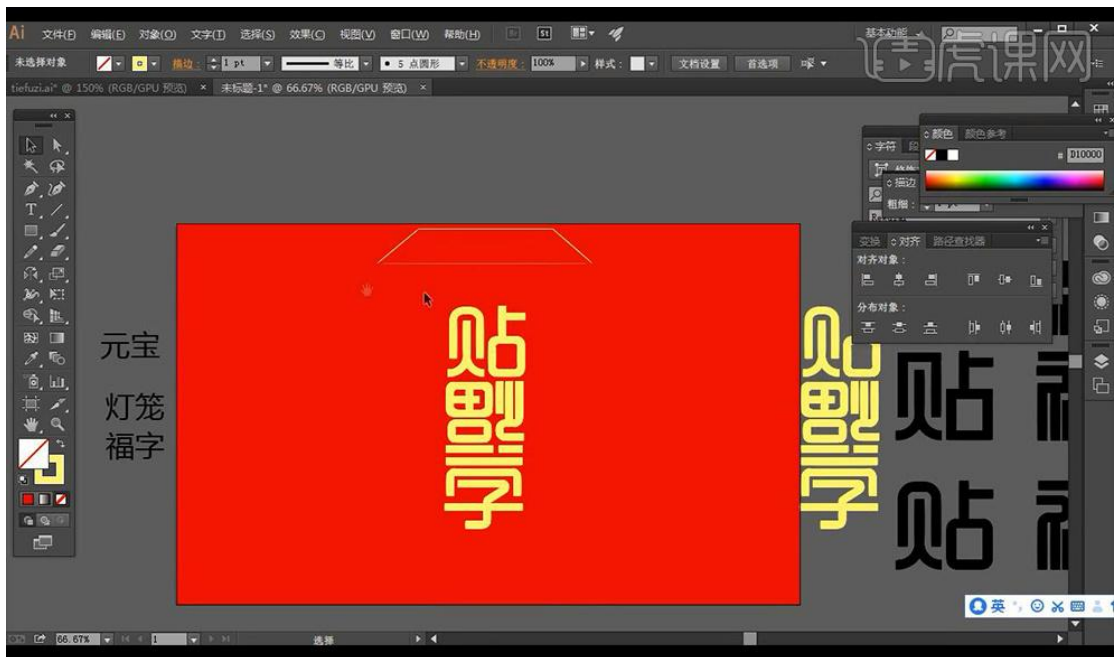 Ai 文件(F) 编辑(E) 对象(O) 文字(T) 选择(S) 效果(C) 视图(V) 窗口(W) 帮助(H) Br St 基本功能
虎课网
未选择对象 描边: 1 pt 等比 5 点圆形 不透明度: 100% 样式: 文档设置 首选项
tiefuzi.ai* @ 150% (RGB/GPU 预览) × 未标题-1* @ 66.67% (RGB/GPU 预览) ×
颜色 颜色参考
字符 段
# D10000
描边
粗细:
变换 对齐 路径查找器
对齐对象:
分布对象:
元宝
灯笼
福字
贴
字
贴
字
贴
贴
英
66.67% 1 选择